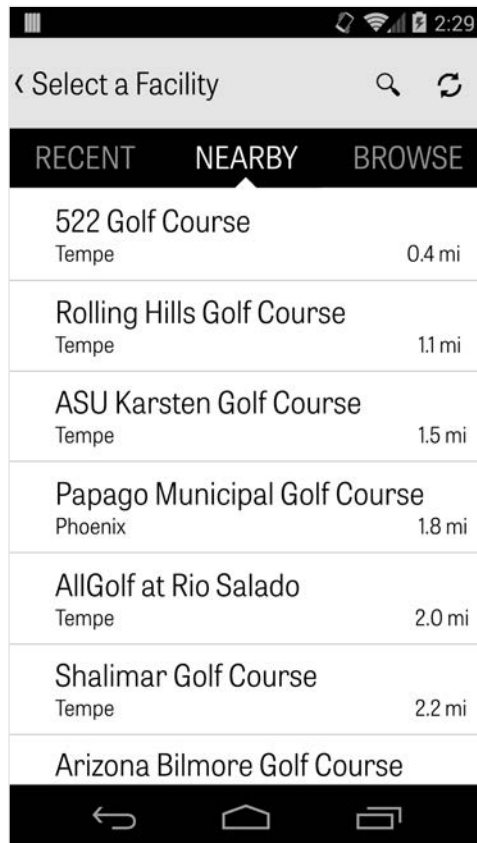 2:29
‹ Select a Facility
RECENT NEARBY BROWSE
522 Golf Course
Tempe 0.4 mi
Rolling Hills Golf Course
Tempe 1.1 mi
ASU Karsten Golf Course
Tempe 1.5 mi
Papago Municipal Golf Course
Phoenix 1.8 mi
AllGolf at Rio Salado
Tempe 2.0 mi
Shalimar Golf Course
Tempe 2.2 mi
Arizona Bilmore Golf Course